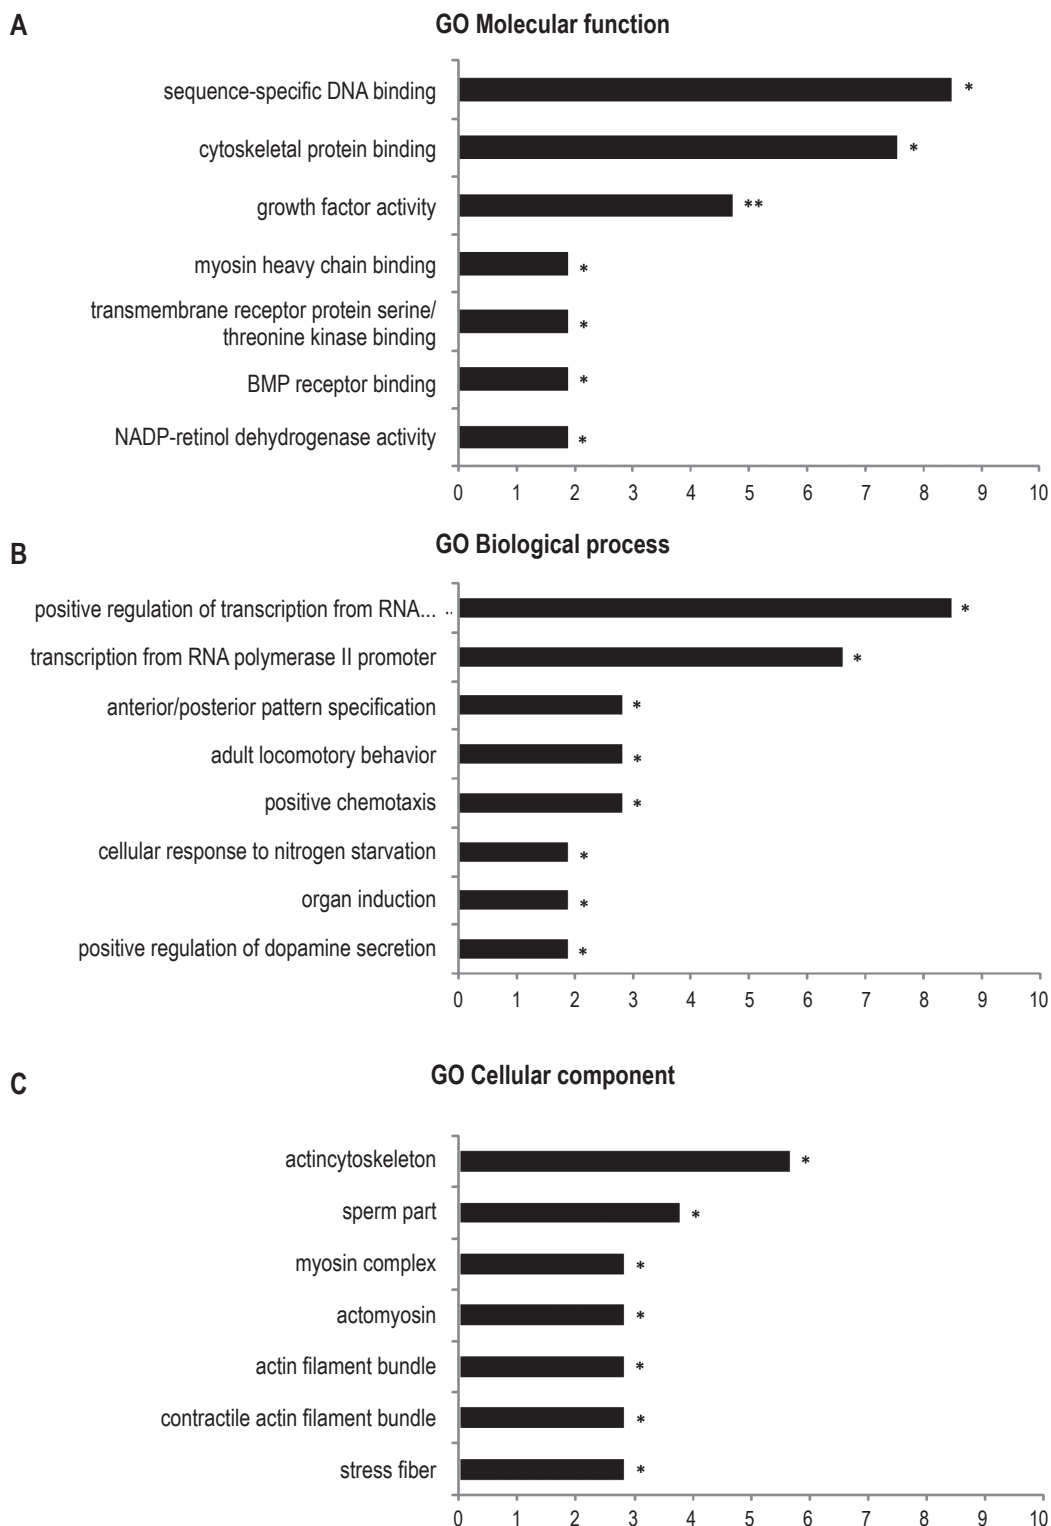 A
GO Molecular function
sequence-specific DNA binding *
cytoskeletal protein binding *
growth factor activity **
myosin heavy chain binding *
transmembrane receptor protein serine/
threonine kinase binding *
BMP receptor binding *
NADP-retinol dehydrogenase activity *
0 1 2 3 4 5 6 7 8 9 10
B
GO Biological process
positive regulation of transcription from RNA... .. *
transcription from RNA polymerase II promoter *
anterior/posterior pattern specification *
adult locomotory behavior *
positive chemotaxis *
cellular response to nitrogen starvation *
organ induction *
positive regulation of dopamine secretion *
0 1 2 3 4 5 6 7 8 9 10
C
GO Cellular component
actincytoskeleton *
sperm part *
myosin complex *
actomyosin *
actin filament bundle *
contractile actin filament bundle *
stress fiber *
0 1 2 3 4 5 6 7 8 9 10